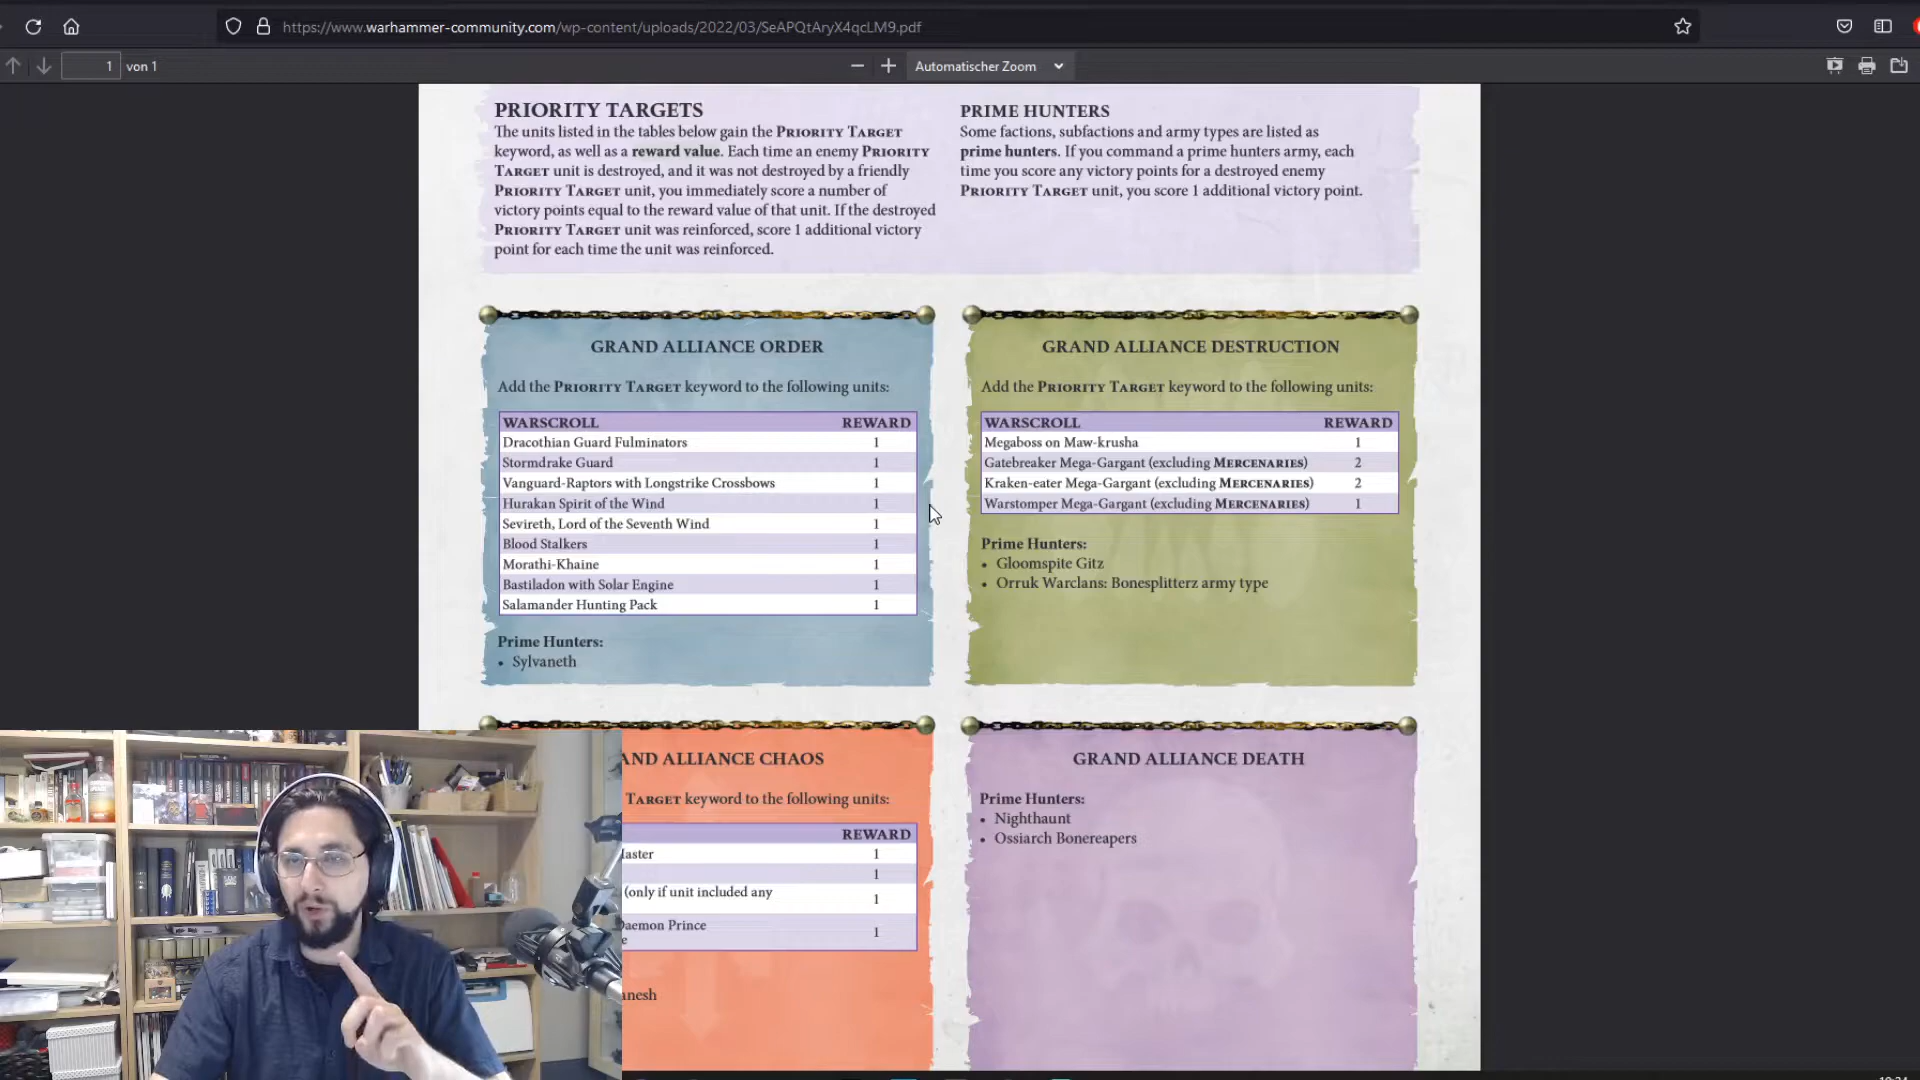 https://www.warhammer-community.com/wp-content/uploads/2022/03/SeAPQtAryX4qcLM9.pdf
1 von 1
Automatischer Zoom
PRIORITY TARGETS
The units listed in the tables below gain the PRIORITY TARGET
keyword, as well as a reward value. Each time an enemy PRIORITY
TARGET unit is destroyed, and it was not destroyed by a friendly
PRIORITY TARGET unit, you immediately score a number of
victory points equal to the reward value of that unit. If the destroyed
PRIORITY TARGET unit was reinforced, score 1 additional victory
point for each time the unit was reinforced.
PRIME HUNTERS
Some factions, subfactions and army types are listed as
prime hunters. If you command a prime hunters army, each
time you score any victory points for a destroyed enemy
PRIORITY TARGET unit, you score 1 additional victory point.
GRAND ALLIANCE ORDER
Add the PRIORITY TARGET keyword to the following units:
WARSCROLL REWARD
Dracothian Guard Fulminators 1
Stormdrake Guard 1
Vanguard-Raptors with Longstrike Crossbows 1
Hurakan Spirit of the Wind 1
Sevireth, Lord of the Seventh Wind 1
Blood Stalkers 1
Morathi-Khaine 1
Bastiladon with Solar Engine 1
Salamander Hunting Pack 1
Prime Hunters:
• Sylvaneth
GRAND ALLIANCE DESTRUCTION
Add the PRIORITY TARGET keyword to the following units:
WARSCROLL REWARD
Megaboss on Maw-krusha 1
Gatebreaker Mega-Gargant (excluding MERCENARIES) 2
Kraken-eater Mega-Gargant (excluding MERCENARIES) 2
Warstomper Mega-Gargant (excluding MERCENARIES) 1
Prime Hunters:
• Gloomspite Gitz
• Orruk Warclans: Bonesplitterz army type
AND ALLIANCE CHAOS
TARGET keyword to the following units:
REWARD
Master 1
1
(only if unit included any
1
Daemon Prince
e 1
anesh
GRAND ALLIANCE DEATH
Prime Hunters:
• Nighthaunt
• Ossiarch Bonereapers